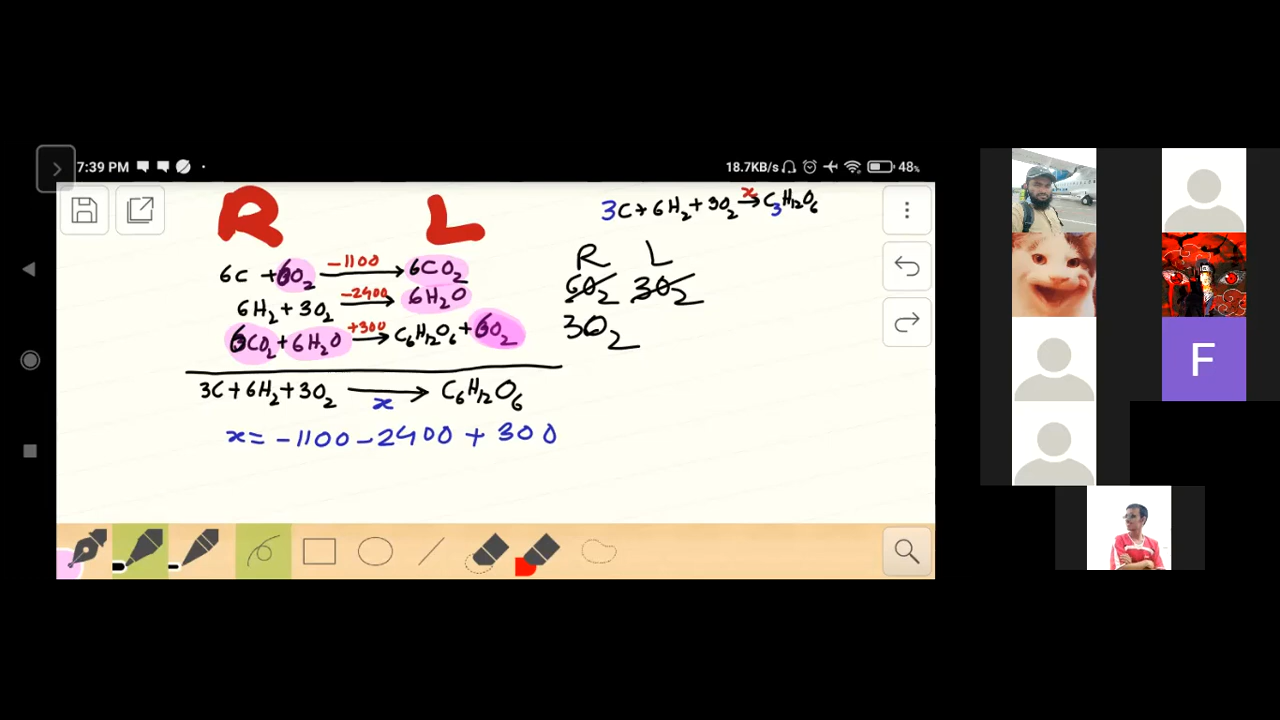 7:39 PM
18.7KB/s 48%
R L
3C+6H₂+3O₂ x→ C₃H₁₂O₆
6C + 6O₂ -1100→ 6CO₂
6H₂ + 3O₂ -2400→ 6H₂O
6CO₂+6H₂O +300→ C₆H₁₂O₆ + 6O₂
3C+6H₂+3O₂ →x C₆H₁₂O₆
x = -1100 - 2400 + 300
R L
6O₂ 3O₂
3O₂
F